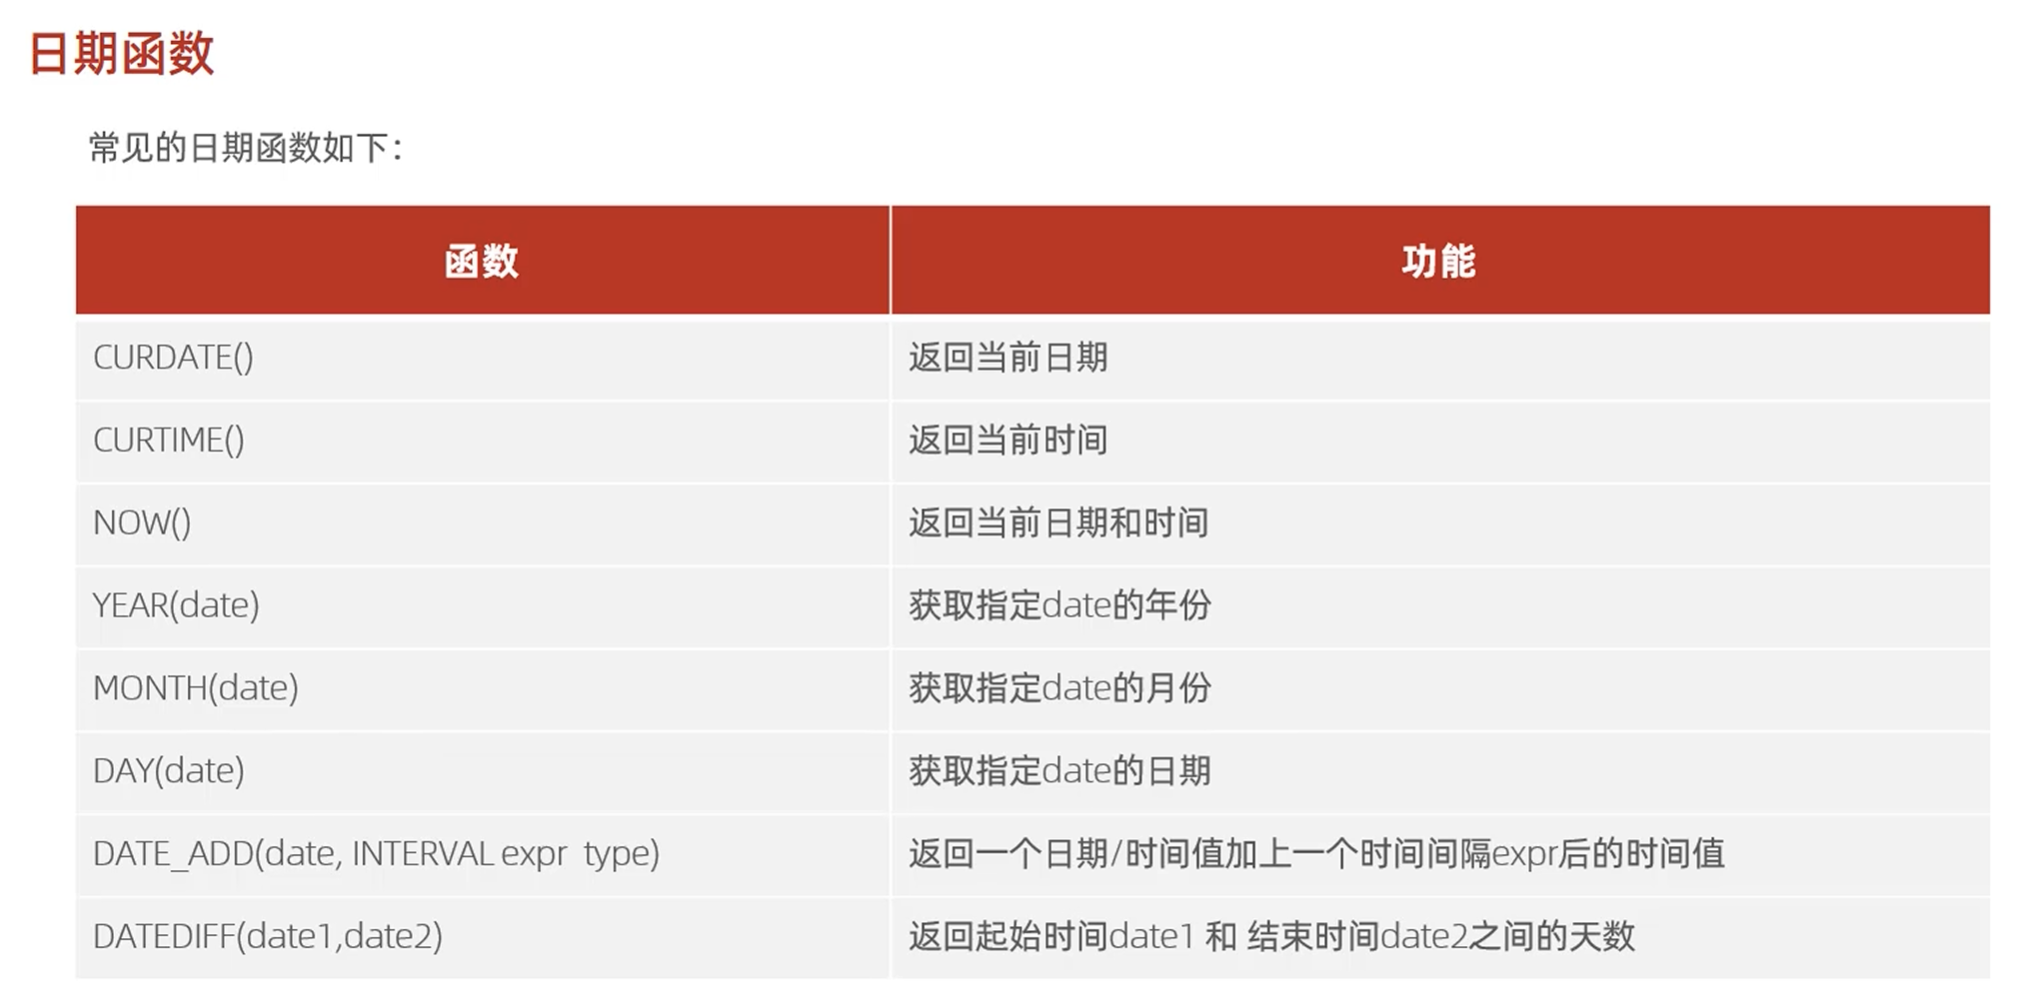 日期函数
常见的日期函数如下：
函数 功能
CURDATE() 返回当前日期
CURTIME() 返回当前时间
NOW() 返回当前日期和时间
YEAR(date) 获取指定date的年份
MONTH(date) 获取指定date的月份
DAY(date) 获取指定date的日期
DATE_ADD(date, INTERVAL expr type) 返回一个日期/时间值加上一个时间间隔expr后的时间值
DATEDIFF(date1,date2) 返回起始时间date1 和 结束时间date2之间的天数